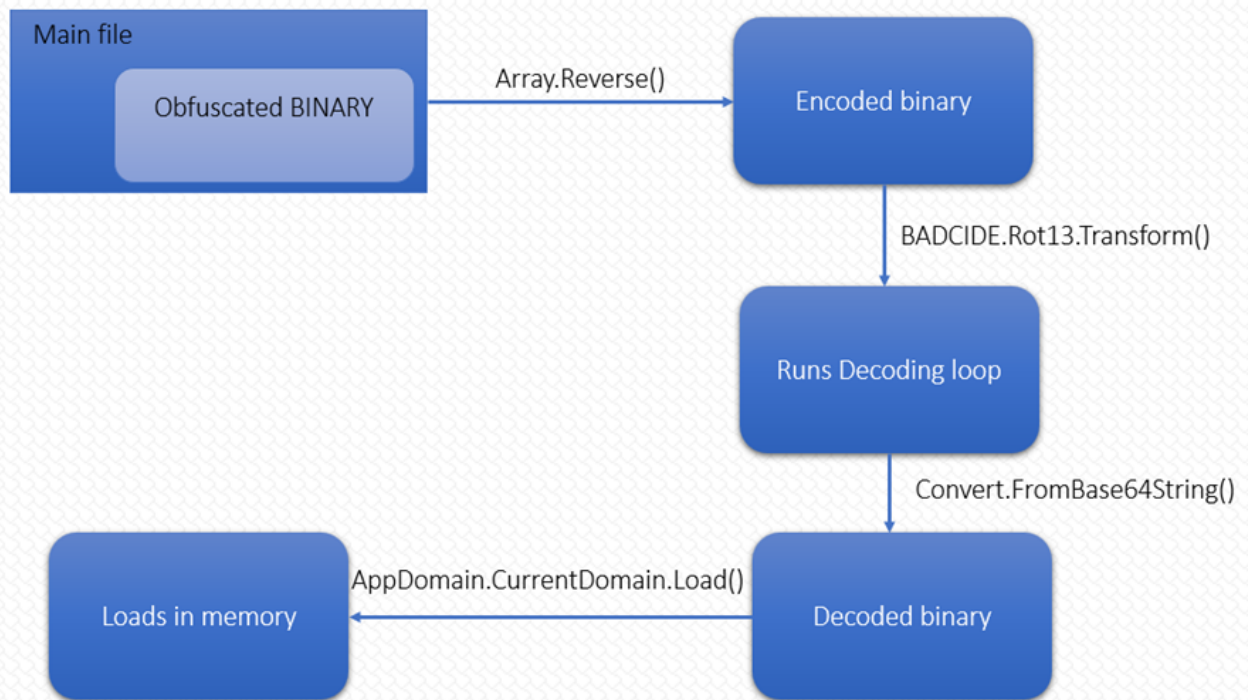 Main file
Obfuscated BINARY
Array.Reverse()
Encoded binary
BADCIDE.Rot13.Transform()
Runs Decoding loop
Convert.FromBase64String()
Decoded binary
AppDomain.CurrentDomain.Load()
Loads in memory